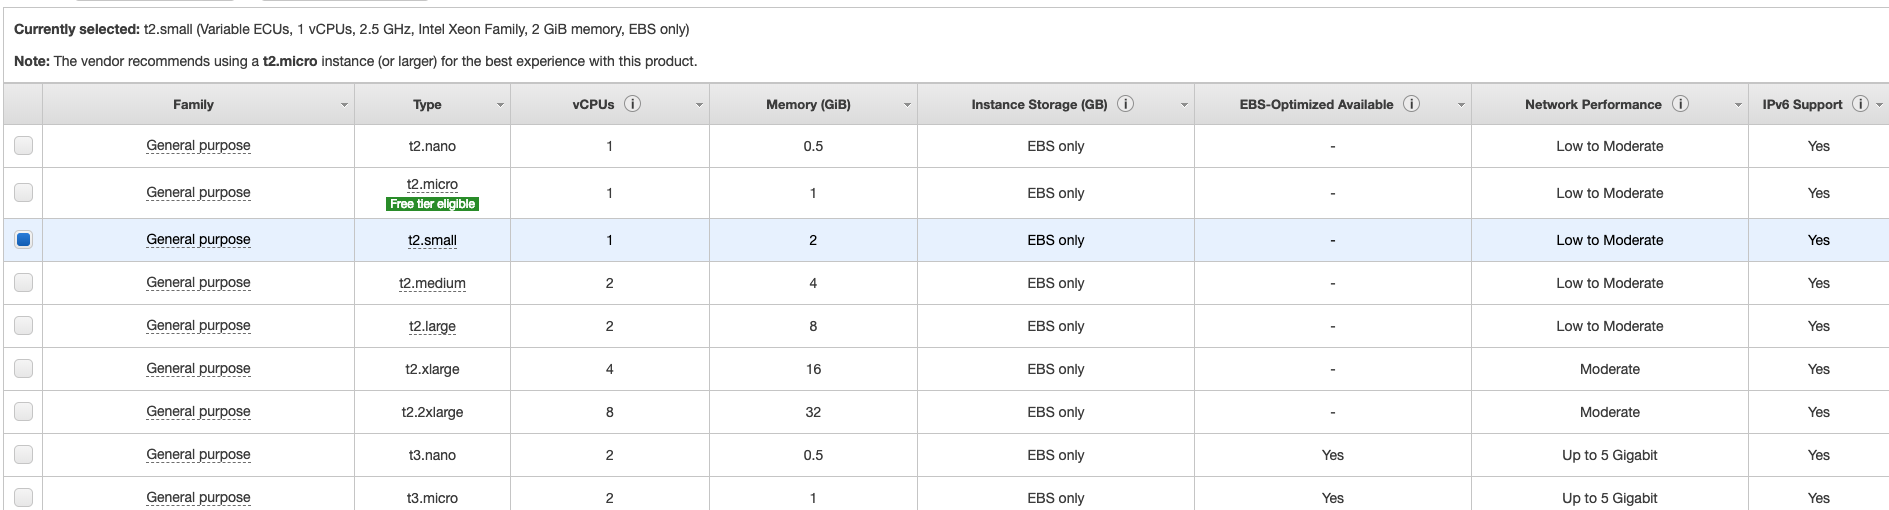 Currently selected: t2.small (Variable ECUs, 1 vCPUs, 2.5 GHz, Intel Xeon Family, 2 GiB memory, EBS only)
Note: The vendor recommends using a t2.micro instance (or larger) for the best experience with this product.
Family Type vCPUs i Memory (GiB) Instance Storage (GB) i EBS-Optimized Available i Network Performance i IPv6 Support i
General purpose t2.nano 1 0.5 EBS only - Low to Moderate Yes
General purpose t2.micro 1 1 EBS only - Low to Moderate Yes
Free tier eligible
General purpose t2.small 1 2 EBS only - Low to Moderate Yes
General purpose t2.medium 2 4 EBS only - Low to Moderate Yes
General purpose t2.large 2 8 EBS only - Low to Moderate Yes
General purpose t2.xlarge 4 16 EBS only - Moderate Yes
General purpose t2.2xlarge 8 32 EBS only - Moderate Yes
General purpose t3.nano 2 0.5 EBS only Yes Up to 5 Gigabit Yes
General purpose t3.micro 2 1 EBS only Yes Up to 5 Gigabit Yes